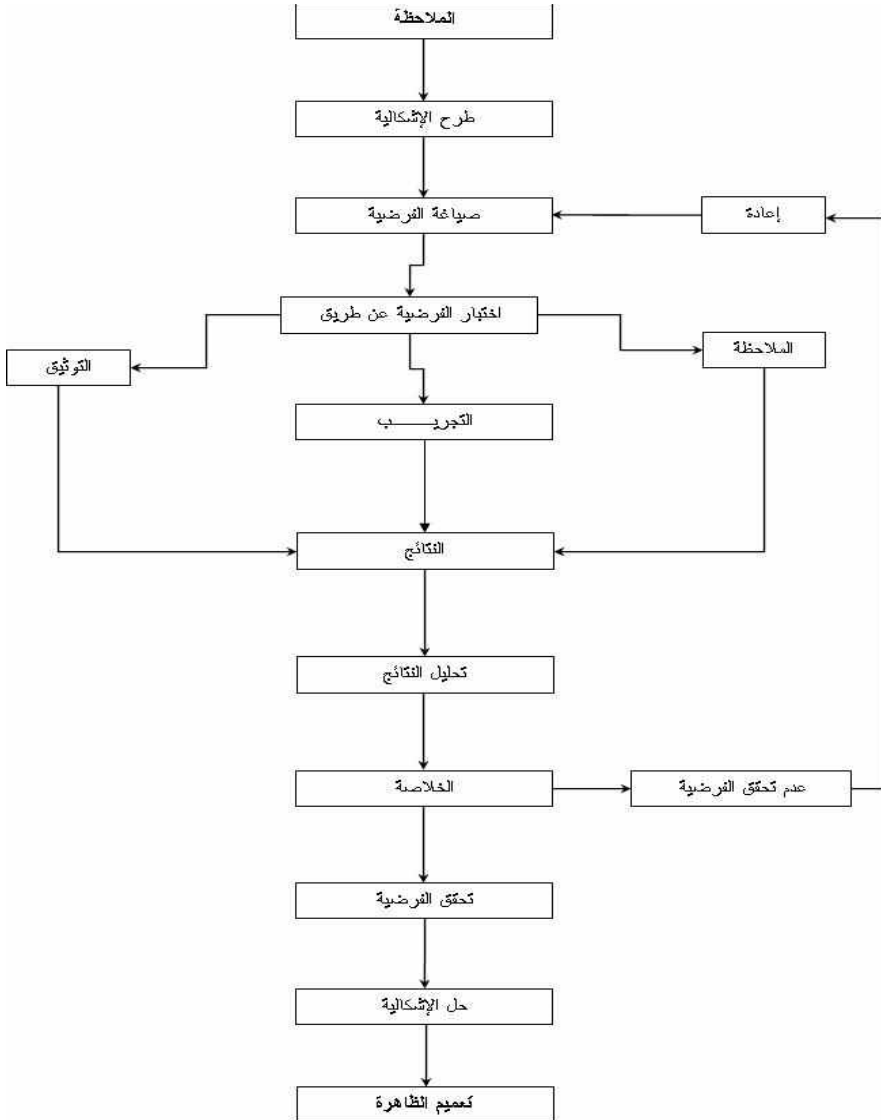 الملاحظة
طرح الإشكالية
صياغة الفرضية
إعادة
اختبار الفرضية عن طريق
الملاحظة
التوثيق
التجريـــــب
النتائج
تحليل النتائج
الخلاصة
عدم تحقق الفرضية
تحقق الفرضية
حل الإشكالية
تعميم الظاهرة